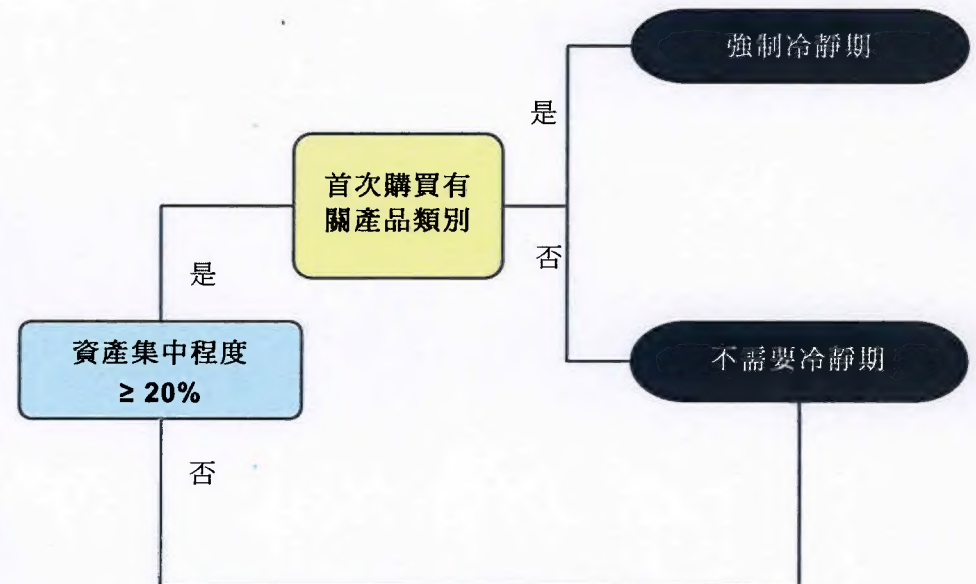 強制冷靜期
是
首次購買有
關產品類別
否
是
資產集中程度
≥ 20%
不需要冷靜期
否